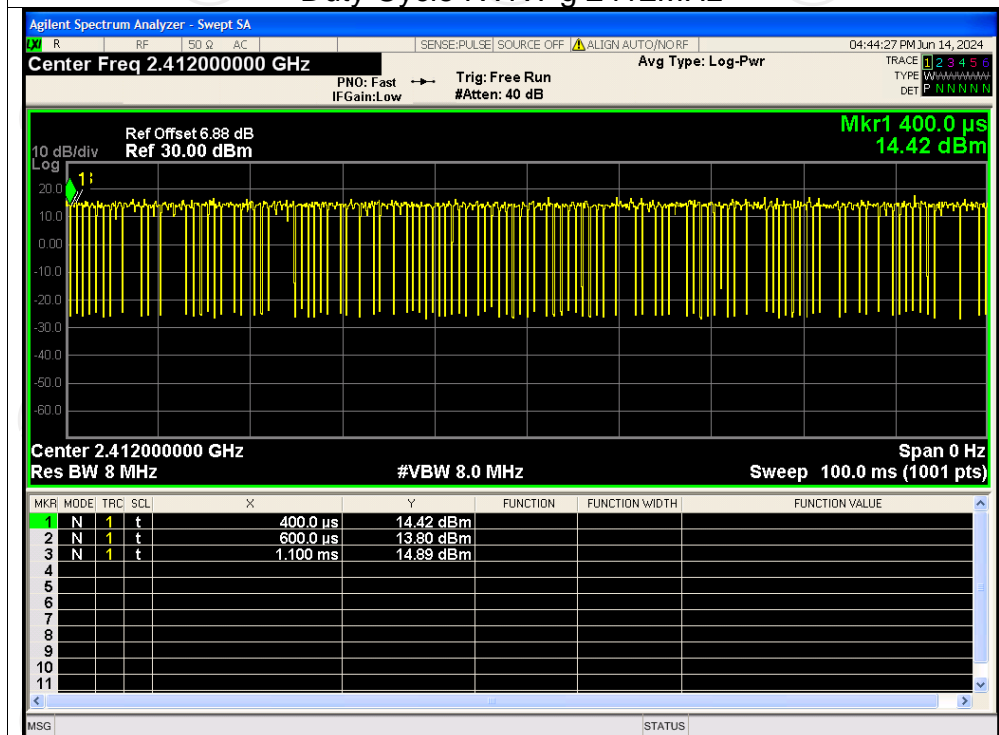 Agilent Spectrum Analyzer - Swept SA
LXI R RF 50 Ω AC SENSE:PULSE SOURCE OFF ALIGN AUTO/NO RF 04:44:27 PM Jun 14, 2024
Center Freq 2.412000000 GHz Avg Type: Log-Pwr TRACE 1 2 3 4 5 6
PNO: Fast Trig: Free Run TYPE W
IFGain:Low #Atten: 40 dB DET P N N N N N
Mkr1 400.0 µs
Ref Offset 6.88 dB 14.42 dBm
10 dB/div Ref 30.00 dBm
Log
1
20.0
10.0
0.00
-10.0
-20.0
-30.0
-40.0
-50.0
-60.0
Center 2.412000000 GHz Span 0 Hz
Res BW 8 MHz #VBW 8.0 MHz Sweep 100.0 ms (1001 pts)
MKR MODE TRC SCL X Y FUNCTION FUNCTION WIDTH FUNCTION VALUE
1 N 1 t 400.0 µs 14.42 dBm
2 N 1 t 600.0 µs 13.80 dBm
3 N 1 t 1.100 ms 14.89 dBm
4
5
6
7
8
9
10
11
MSG STATUS